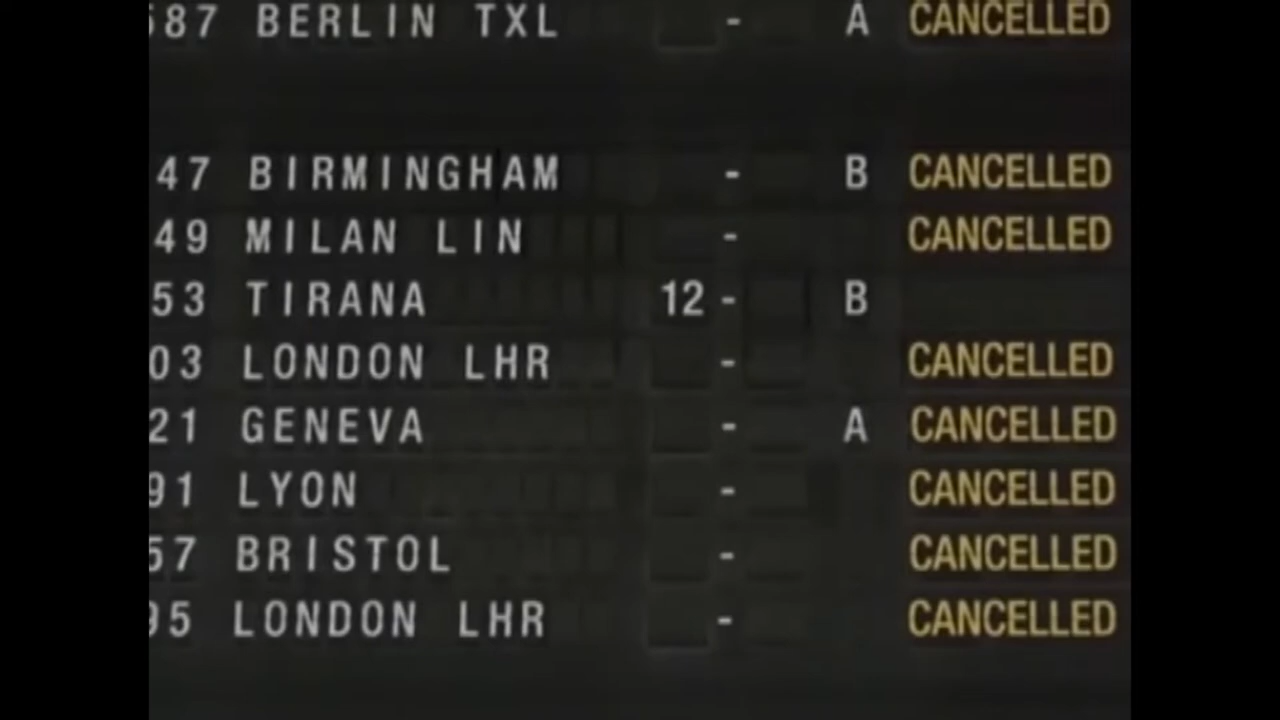 587 BERLIN TXL - A CANCELLED
47 BIRMINGHAM - B CANCELLED
49 MILAN LIN - CANCELLED
53 TIRANA 12 - B
03 LONDON LHR - CANCELLED
21 GENEVA - A CANCELLED
91 LYON - CANCELLED
57 BRISTOL - CANCELLED
95 LONDON LHR - CANCELLED